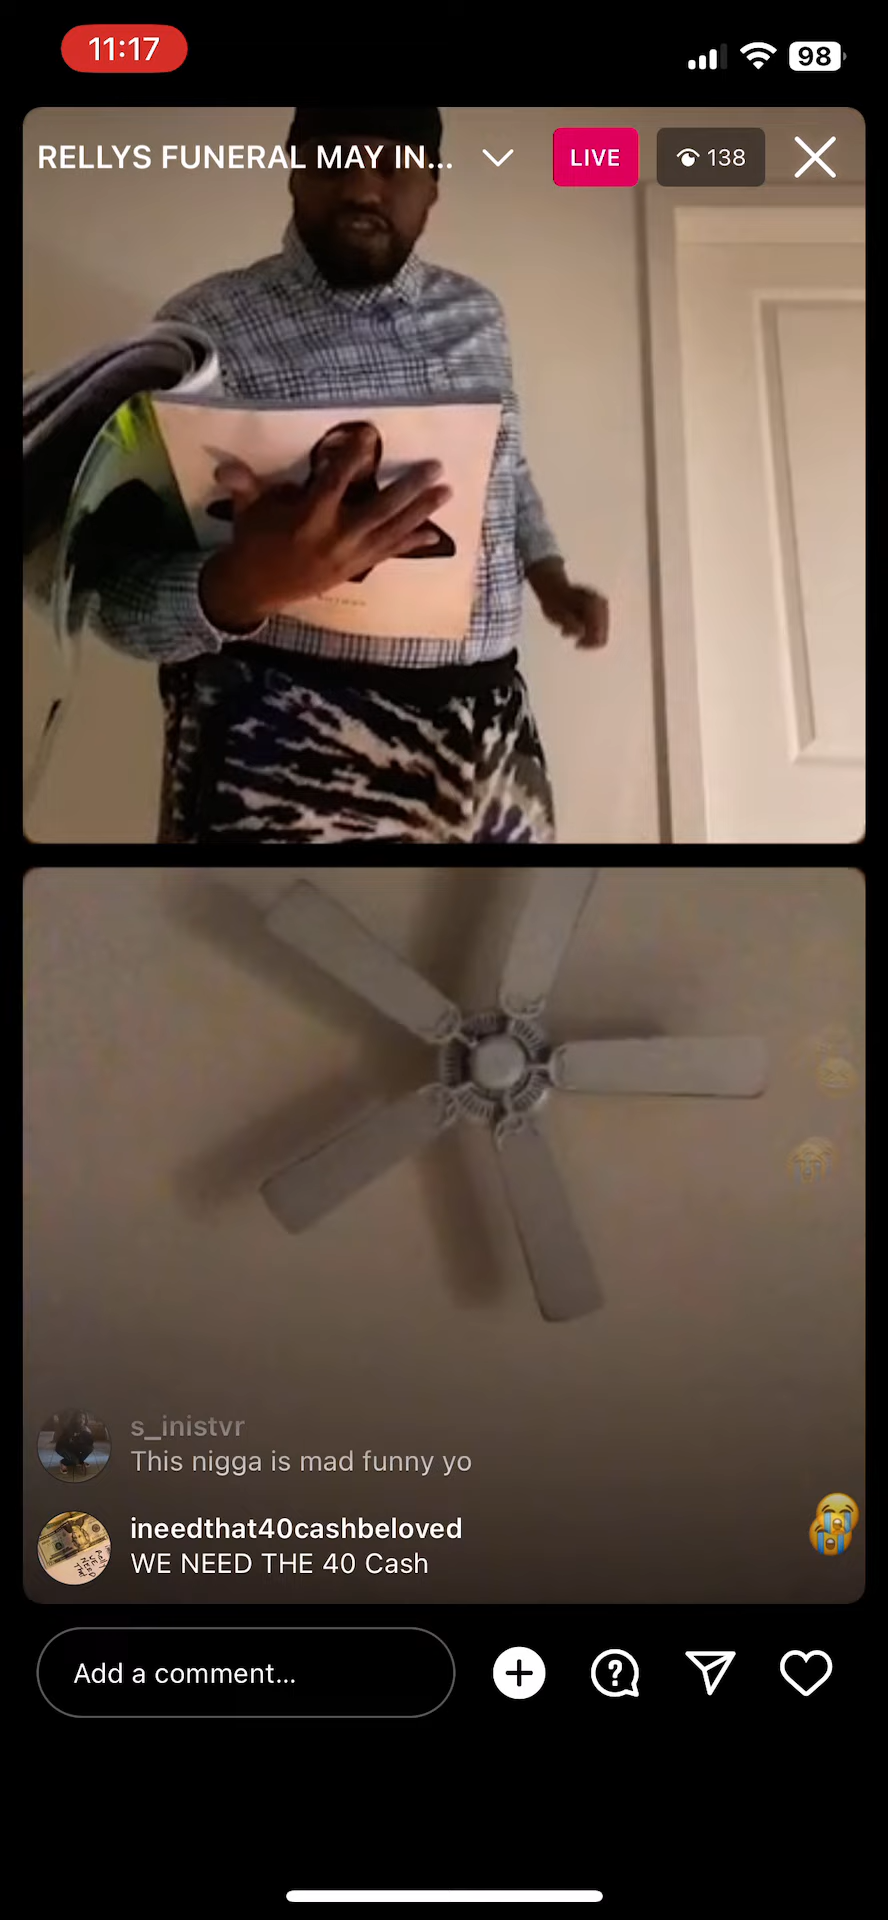 11:17
98
RELLYS FUNERAL MAY IN...
LIVE
138
s_inistvr
This nigga is mad funny yo
ineedthat40cashbeloved
WE NEED THE 40 Cash
Add a comment...